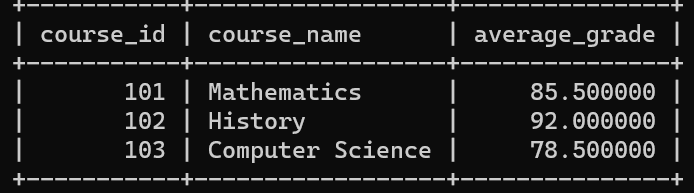 +-----------+------------------+---------------+
| course_id | course_name      | average_grade |
+-----------+------------------+---------------+
|       101 | Mathematics      |     85.500000 |
|       102 | History          |     92.000000 |
|       103 | Computer Science |     78.500000 |
+-----------+------------------+---------------+